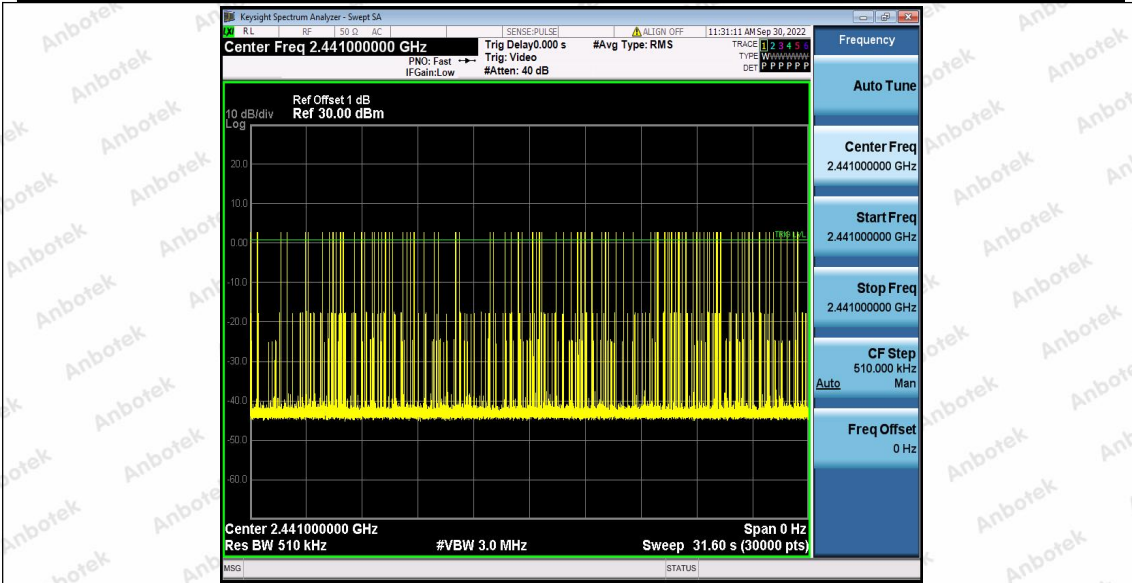 Keysight Spectrum Analyzer - Swept SA
RL RF 50 Ω AC SENSE:PULSE ALIGN OFF 11:31:11 AM Sep 30, 2022
Center Freq 2.441000000 GHz Trig Delay0.000 s #Avg Type: RMS TRACE 1 2 3 4 5 6
PNO: Fast Trig: Video TYPE WWWWWW
IFGain:Low #Atten: 40 dB DET P P P P P P
Ref Offset 1 dB
10 dB/div Ref 30.00 dBm
Log
20.0
10.0
TRIG LVL
0.00
-10.0
-20.0
-30.0
-40.0
-50.0
-60.0
Center 2.441000000 GHz Span 0 Hz
Res BW 510 kHz #VBW 3.0 MHz Sweep 31.60 s (30000 pts)
MSG STATUS
Frequency
Auto Tune
Center Freq
2.441000000 GHz
Start Freq
2.441000000 GHz
Stop Freq
2.441000000 GHz
CF Step
510.000 kHz
Auto Man
Freq Offset
0 Hz
Anbotek